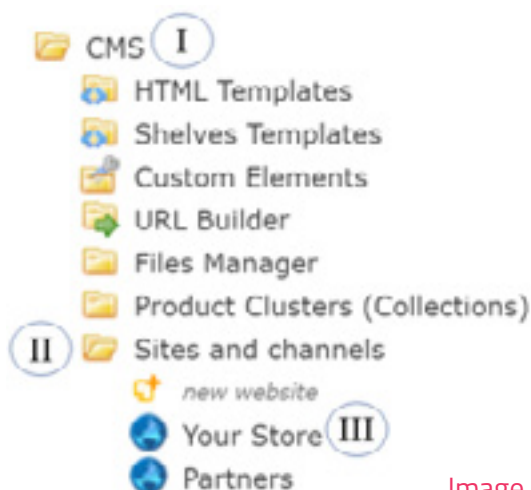 CMS I
HTML Templates
Shelves Templates
Custom Elements
URL Builder
Files Manager
Product Clusters (Collections)
II Sites and channels
new website
Your Store III
Partners
Image